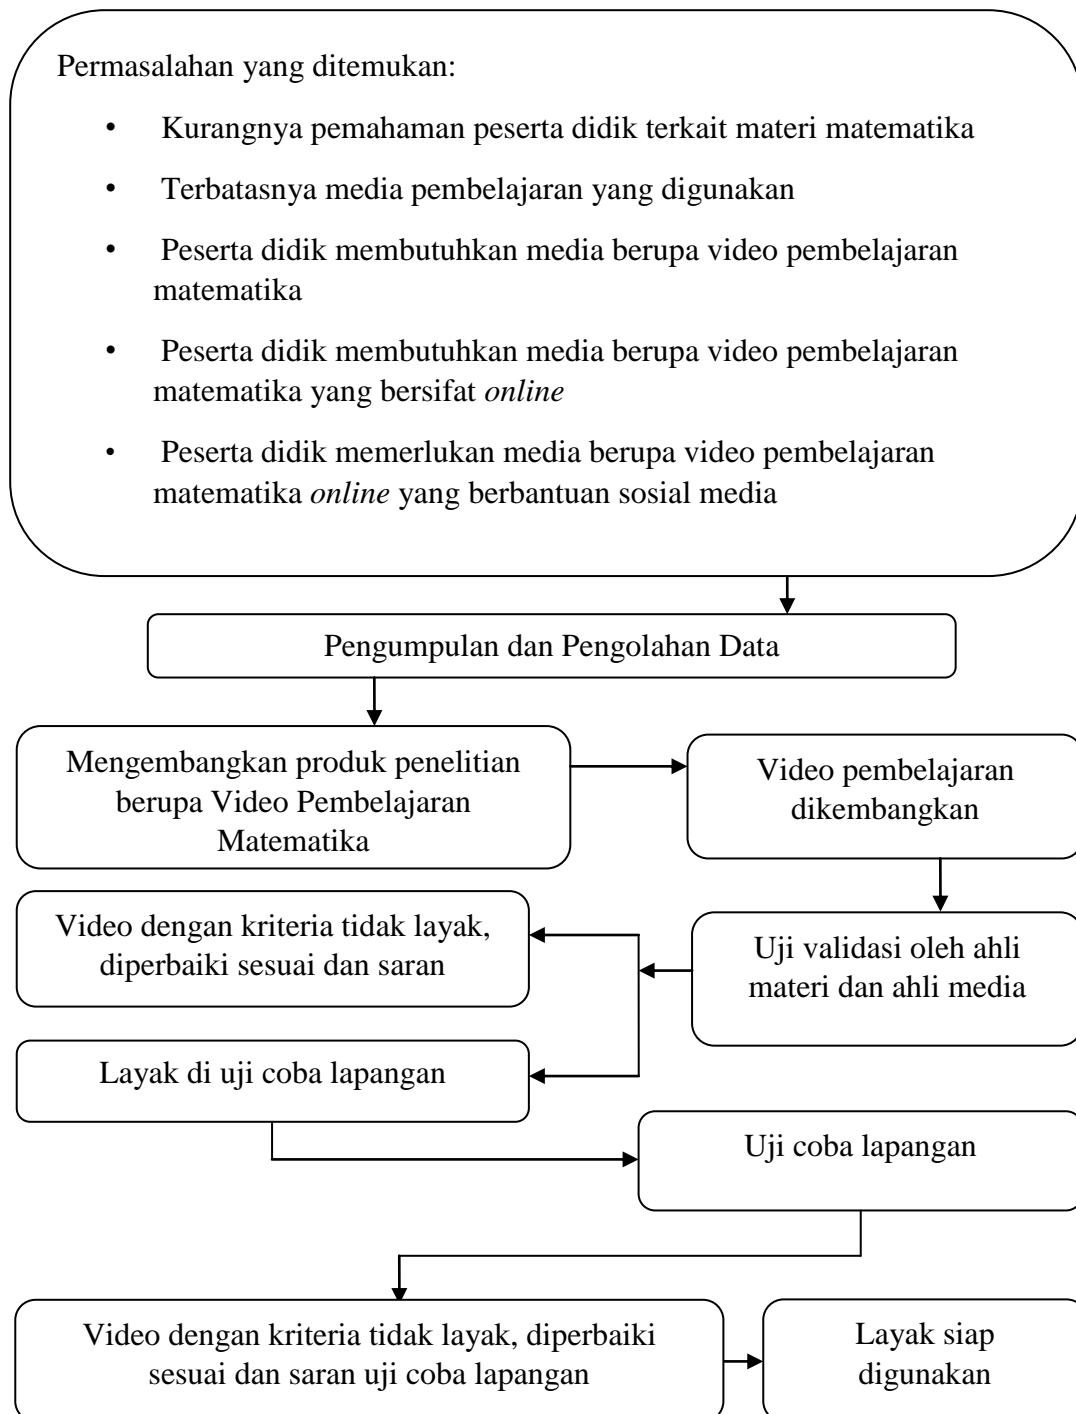 Permasalahan yang ditemukan:
• Kurangnya pemahaman peserta didik terkait materi matematika
• Terbatasnya media pembelajaran yang digunakan
• Peserta didik membutuhkan media berupa video pembelajaran
matematika
• Peserta didik membutuhkan media berupa video pembelajaran
matematika yang bersifat online
• Peserta didik memerlukan media berupa video pembelajaran
matematika online yang berbantuan sosial media
Pengumpulan dan Pengolahan Data
Mengembangkan produk penelitian
berupa Video Pembelajaran
Matematika
Video pembelajaran
dikembangkan
Video dengan kriteria tidak layak,
diperbaiki sesuai dan saran
Uji validasi oleh ahli
materi dan ahli media
Layak di uji coba lapangan
Uji coba lapangan
Video dengan kriteria tidak layak, diperbaiki
sesuai dan saran uji coba lapangan
Layak siap
digunakan